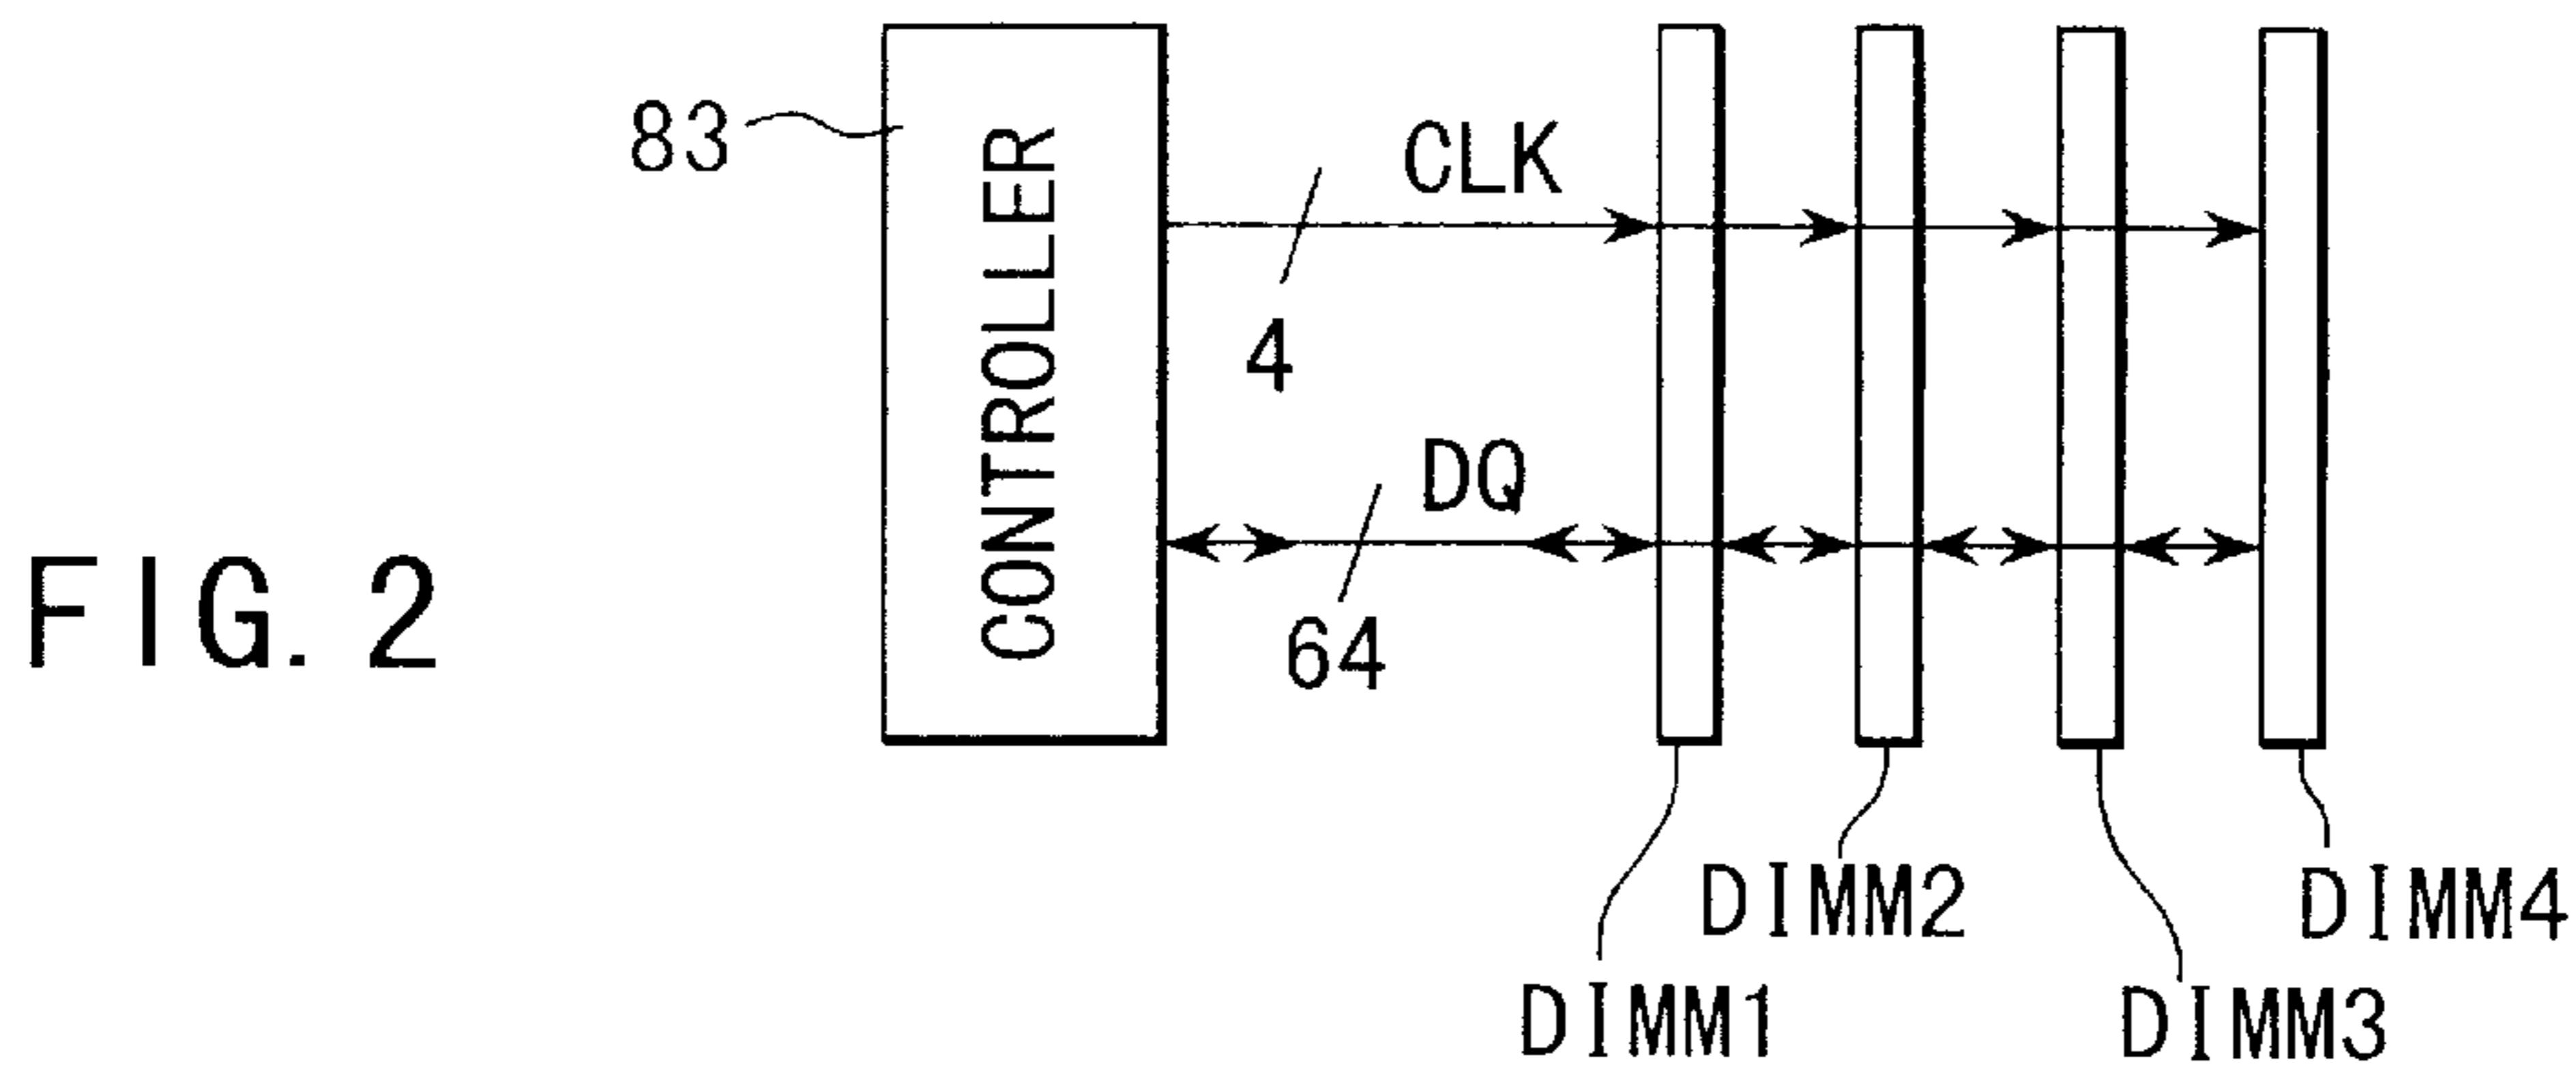 83
CONTROLLER
CLK
4
DQ
64
FIG. 2
DIMM1
DIMM2
DIMM3
DIMM4